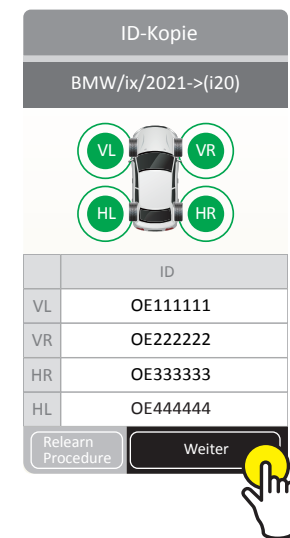 ID-Kopie
BMW/ix/2021->(i20)
VL VR
HL HR
ID
VL OE111111
VR OE222222
HR OE333333
HL OE444444
Relearn
Procedure
Weiter